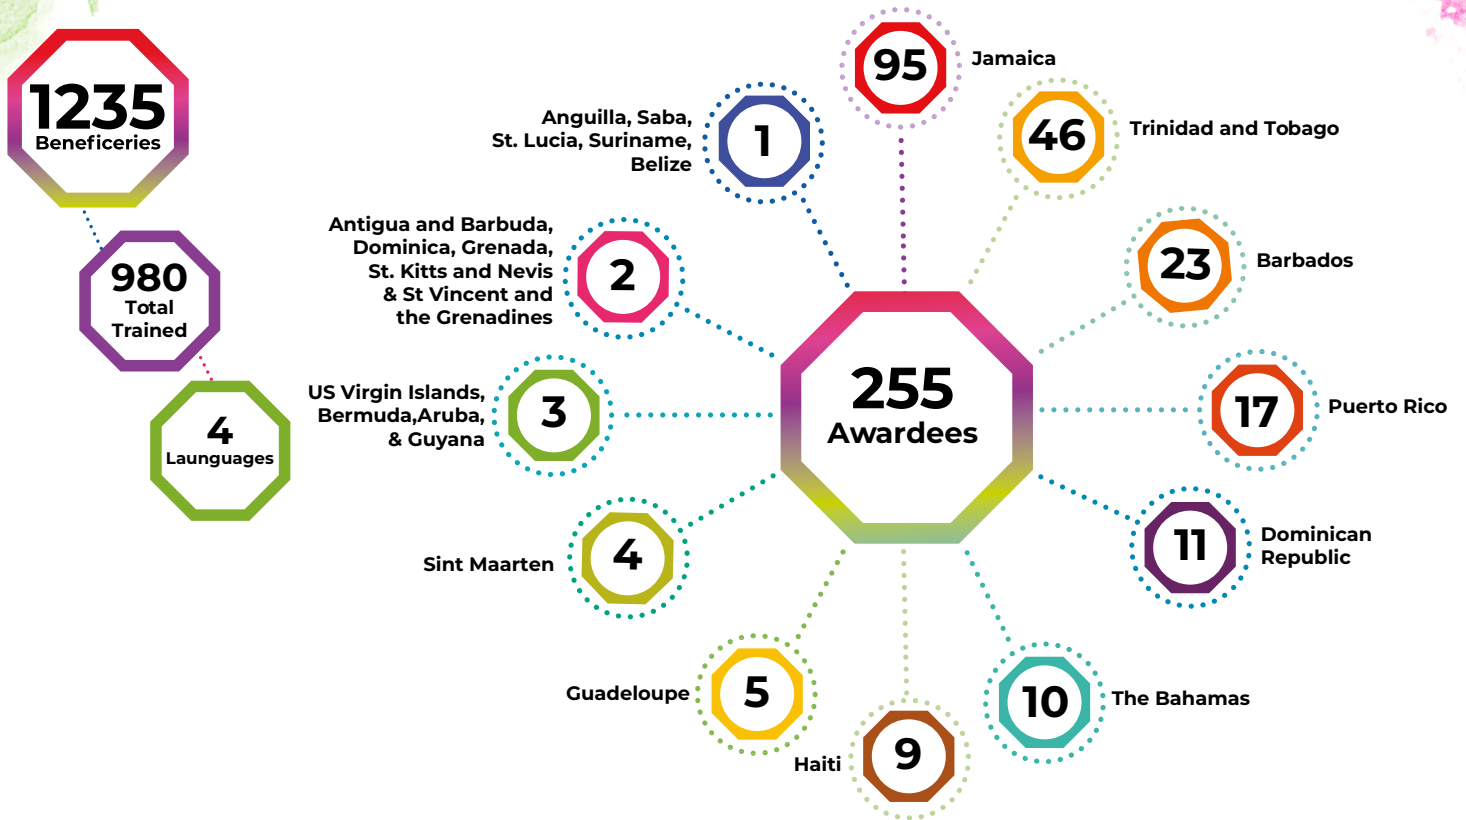 1235
Beneficeries
980
Total
Trained
4
Launguages
255
Awardees
95
Jamaica
46
Trinidad and Tobago
23
Barbados
17
Puerto Rico
11
Dominican
Republic
10
The Bahamas
9
Haiti
5
Guadeloupe
4
Sint Maarten
3
US Virgin Islands,
Bermuda,Aruba,
& Guyana
2
Antigua and Barbuda,
Dominica, Grenada,
St. Kitts and Nevis
& St Vincent and
the Grenadines
1
Anguilla, Saba,
St. Lucia, Suriname,
Belize